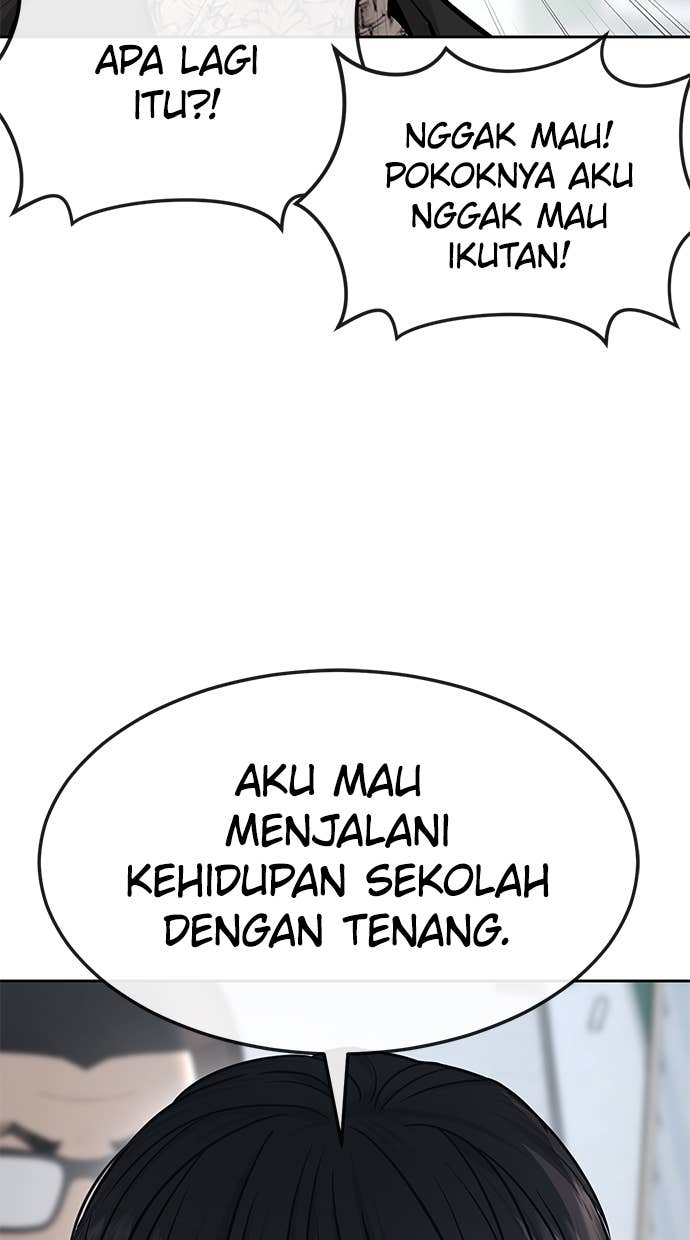 APA LAGI
ITU?!
NGGAK MAU!
POKOKNYA AKU
NGGAK MAU
IKUTAN!
AKU MAU
MENJALANI
KEHIDUPAN SEKOLAH
DENGAN TENANG.